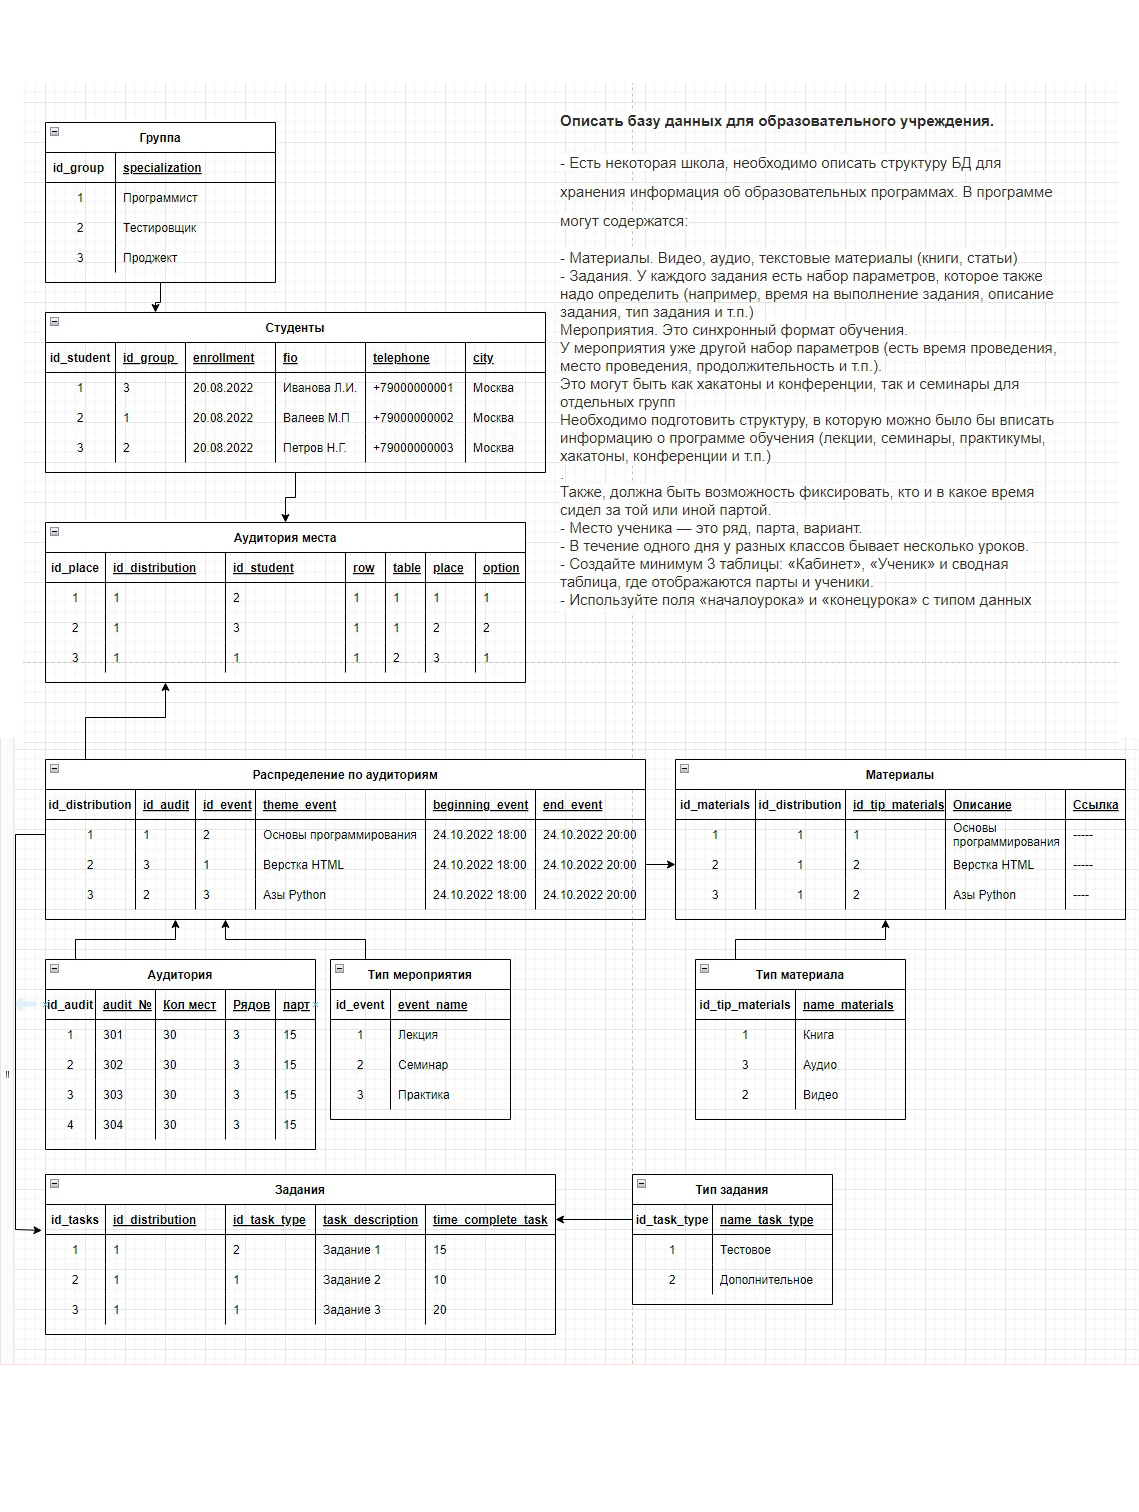 Описать базу данных для образовательного учреждения.
- Есть некоторая школа, необходимо описать структуру БД для
хранения информация об образовательных программах. В программе
могут содержатся:
- Материалы. Видео, аудио, текстовые материалы (книги, статьи)
- Задания. У каждого задания есть набор параметров, которое также
надо определить (например, время на выполнение задания, описание
задания, тип задания и т.п.)
Мероприятия. Это синхронный формат обучения.
У мероприятия уже другой набор параметров (есть время проведения,
место проведения, продолжительность и т.п.).
Это могут быть как хакатоны и конференции, так и семинары для
отдельных групп
Необходимо подготовить структуру, в которую можно было бы вписать
информацию о программе обучения (лекции, семинары, практикумы,
хакатоны, конференции и т.п.)
.
Также, должна быть возможность фиксировать, кто и в какое время
сидел за той или иной партой.
- Место ученика — это ряд, парта, вариант.
- В течение одного дня у разных классов бывает несколько уроков.
- Создайте минимум 3 таблицы: «Кабинет», «Ученик» и сводная
таблица, где отображаются парты и ученики.
- Используйте поля «началоурока» и «конецурока» с типом данных
Группа
id_group specialization
1 Программист
2 Тестировщик
3 Проджект
Студенты
id_student id_group enrollment fio telephone city
1 3 20.08.2022 Иванова Л.И. +79000000001 Москва
2 1 20.08.2022 Валеев М.П +79000000002 Москва
3 2 20.08.2022 Петров Н.Г. +79000000003 Москва
Аудитория места
id_place id_distribution id_student row table place option
1 1 2 1 1 1 1
2 1 3 1 1 2 2
3 1 1 1 2 3 1
Распределение по аудиториям
id_distribution id_audit id_event theme_event beginning_event end_event
1 1 2 Основы программирования 24.10.2022 18:00 24.10.2022 20:00
2 3 1 Верстка HTML 24.10.2022 18:00 24.10.2022 20:00
3 2 3 Азы Python 24.10.2022 18:00 24.10.2022 20:00
Материалы
id_materials id_distribution id_tip_materials Описание Ссылка
1 1 1 Основы программирования -----
2 1 2 Верстка HTML -----
3 1 2 Азы Python ----
Аудитория
id_audit audit_№ Кол мест Рядов парт
1 301 30 3 15
2 302 30 3 15
3 303 30 3 15
4 304 30 3 15
Тип мероприятия
id_event event_name
1 Лекция
2 Семинар
3 Практика
Тип материала
id_tip_materials name_materials
1 Книга
3 Аудио
2 Видео
Задания
id_tasks id_distribution id_task_type task_description time_complete_task
1 1 2 Задание 1 15
2 1 1 Задание 2 10
3 1 1 Задание 3 20
Тип задания
id_task_type name_task_type
1 Тестовое
2 Дополнительное